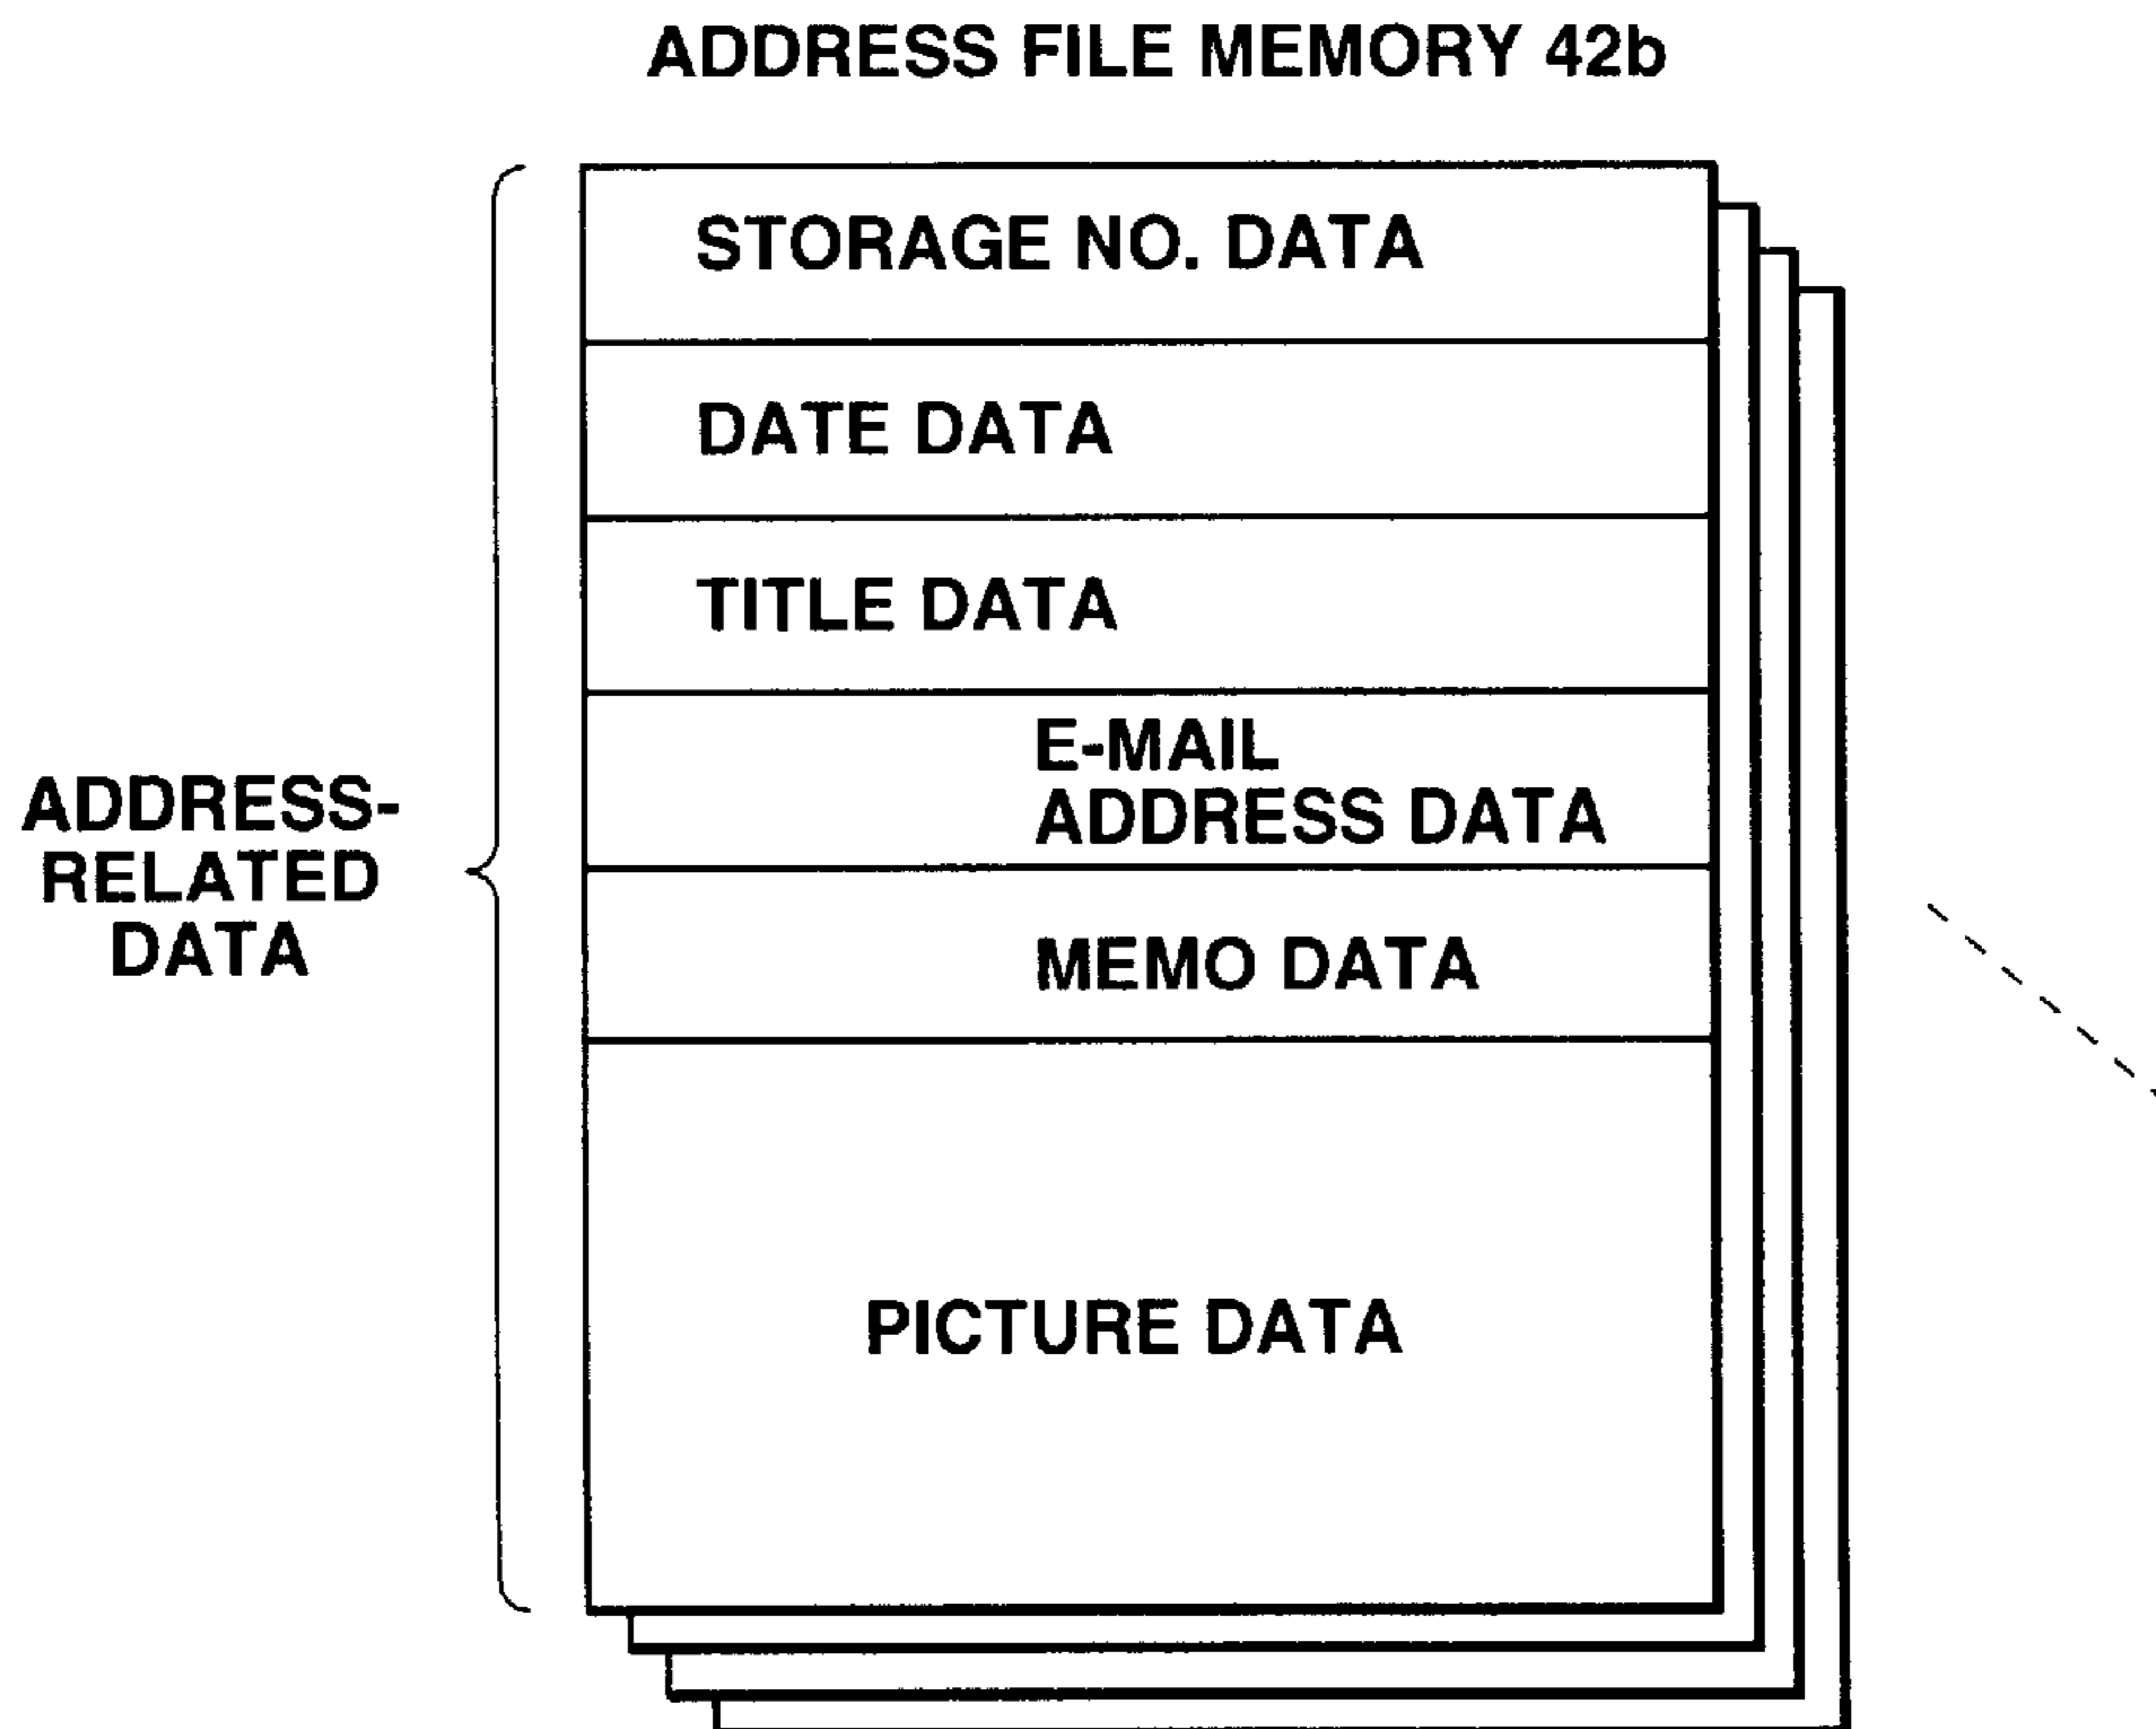 ADDRESS FILE MEMORY 42b
STORAGE NO. DATA
DATE DATA
TITLE DATA
E-MAIL
ADDRESS DATA
MEMO DATA
PICTURE DATA
ADDRESS-
RELATED
DATA